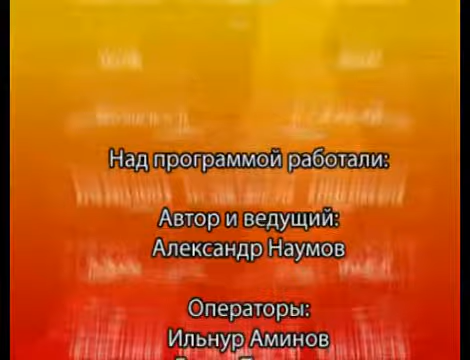 Над программой работали:
Автор и ведущий:
Александр Наумов
Операторы:
Ильнур Аминов